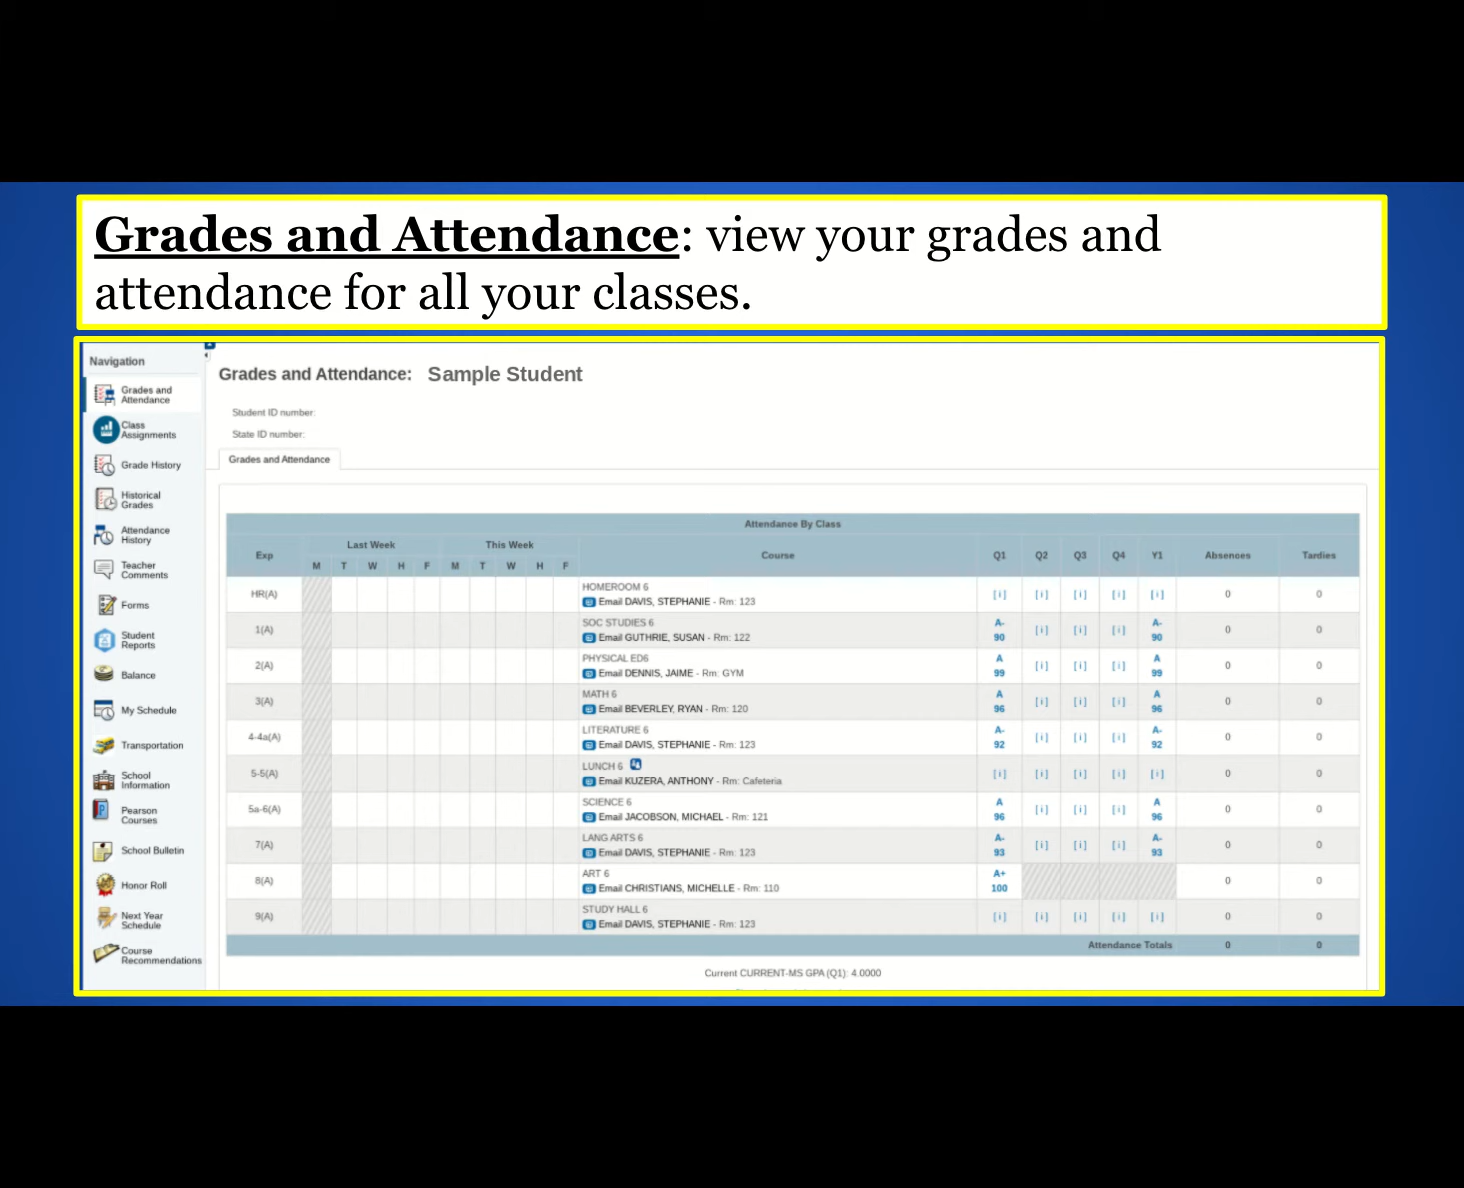 Grades and Attendance: view your grades and
attendance for all your classes.
Navigation
Grades and
Attendance
Class
Assignments
Grade History
Historical
Grades
Attendance
History
Teacher
Comments
Forms
Student
Reports
Balance
My Schedule
Transportation
School
Information
Pearson
Courses
School Bulletin
Honor Roll
Next Year
Schedule
Course
Recommendations
Grades and Attendance: Sample Student
Student ID number:
State ID number:
Grades and Attendance
Attendance By Class
Exp Last Week This Week Course Q1 Q2 Q3 Q4 Y1 Absences Tardies
M T W H F M T W H F
HR(A) HOMEROOM 6 [i] [i] [i] [i] [i] 0 0
Email DAVIS, STEPHANIE - Rm: 123
1(A) SOC STUDIES 6 A- [i] [i] [i] A- 0 0
Email GUTHRIE, SUSAN - Rm: 122 90 90
2(A) PHYSICAL ED6 A [i] [i] [i] A 0 0
Email DENNIS, JAIME - Rm: GYM 99 99
3(A) MATH 6 A [i] [i] [i] A 0 0
Email BEVERLEY, RYAN - Rm: 120 96 96
4-4a(A) LITERATURE 6 A- [i] [i] [i] A- 0 0
Email DAVIS, STEPHANIE - Rm: 123 92 92
5-5(A) LUNCH 6 [i] [i] [i] [i] [i] 0 0
Email KUZERA, ANTHONY - Rm: Cafeteria
5a-6(A) SCIENCE 6 A [i] [i] [i] A 0 0
Email JACOBSON, MICHAEL - Rm: 121 96 96
7(A) LANG ARTS 6 A- [i] [i] [i] A- 0 0
Email DAVIS, STEPHANIE - Rm: 123 93 93
8(A) ART 6 A+ 0 0
Email CHRISTIANS, MICHELLE - Rm: 110 100
9(A) STUDY HALL 6 [i] [i] [i] [i] [i] 0 0
Email DAVIS, STEPHANIE - Rm: 123
Attendance Totals 0 0
Current CURRENT-MS GPA (Q1): 4.0000